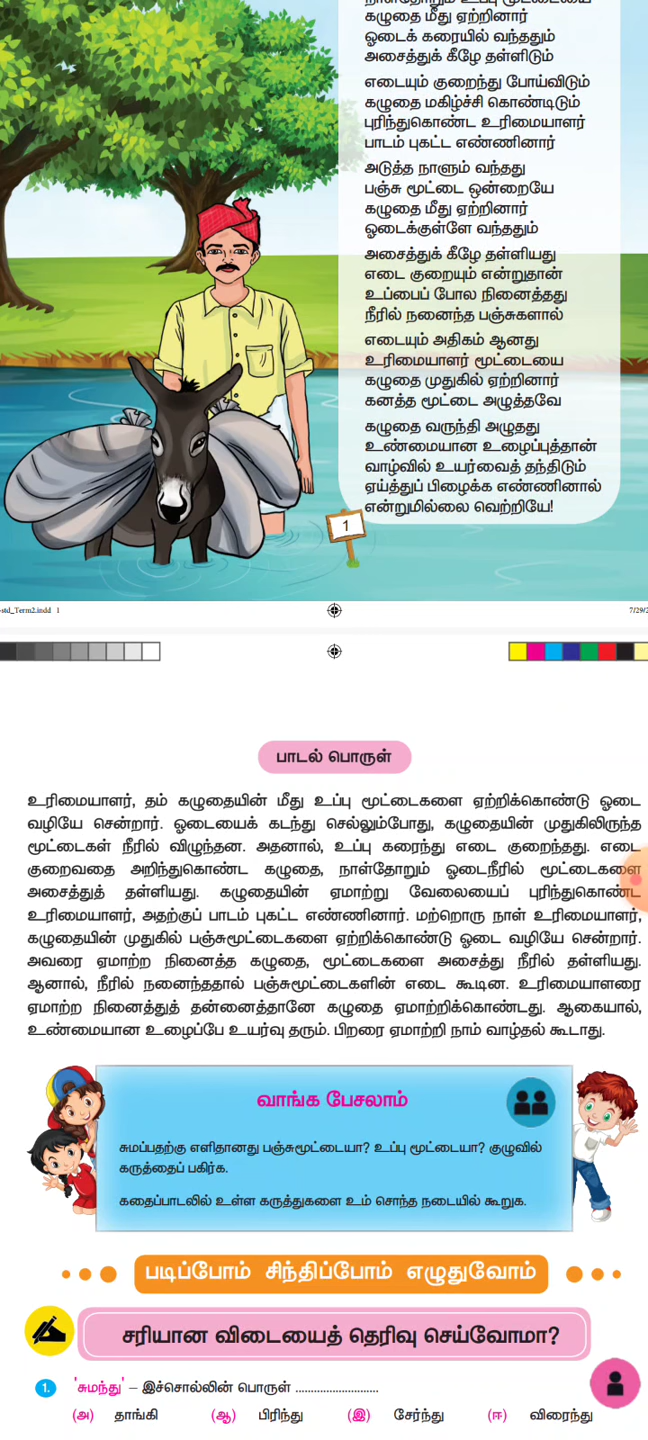 கழுதை மீது ஏற்றினார்
ஓடைக் கரையில் வந்ததும்
அசைத்துக் கீழே தள்ளிடும்
எடையும் குறைந்து போய்விடும்
கழுதை மகிழ்ச்சி கொண்டிடும்
புரிந்துகொண்ட உரிமையாளர்
பாடம் புகட்ட எண்ணினார்
அடுத்த நாளும் வந்தது
பஞ்சு மூட்டை ஒன்றையே
கழுதை மீது ஏற்றினார்
ஓடைக்குள்ளே வந்ததும்
அசைத்துக் கீழே தள்ளியது
எடை குறையும் என்றுதான்
உப்பைப் போல நினைத்தது
நீரில் நனைந்த பஞ்சுகளால்
எடையும் அதிகம் ஆனது
உரிமையாளர் மூட்டையை
கழுதை முதுகில் ஏற்றினார்
கனத்த மூட்டை அழுத்தவே
கழுதை வருந்தி அழுதது
உண்மையான உழைப்புத்தான்
வாழ்வில் உயர்வைத் தந்திடும்
ஏய்த்துப் பிழைக்க எண்ணினால்
என்றுமில்லை வெற்றியே!
1
-std_Term2.indd 1 7/29/2
பாடல் பொருள்
உரிமையாளர், தம் கழுதையின் மீது உப்பு மூட்டைகளை ஏற்றிக்கொண்டு ஓடை
வழியே சென்றார். ஓடையைக் கடந்து செல்லும்போது, கழுதையின் முதுகிலிருந்த
மூட்டைகள் நீரில் விழுந்தன. அதனால், உப்பு கரைந்து எடை குறைந்தது. எடை
குறைவதை அறிந்துகொண்ட கழுதை, நாள்தோறும் ஓடைநீரில் மூட்டைகளை
அசைத்துத் தள்ளியது. கழுதையின் ஏமாற்று வேலையைப் புரிந்துகொண்ட
உரிமையாளர், அதற்குப் பாடம் புகட்ட எண்ணினார். மற்றொரு நாள் உரிமையாளர்,
கழுதையின் முதுகில் பஞ்சுமூட்டைகளை ஏற்றிக்கொண்டு ஓடை வழியே சென்றார்.
அவரை ஏமாற்ற நினைத்த கழுதை, மூட்டைகளை அசைத்து நீரில் தள்ளியது.
ஆனால், நீரில் நனைந்ததால் பஞ்சுமூட்டைகளின் எடை கூடின. உரிமையாளரை
ஏமாற்ற நினைத்துத் தன்னைத்தானே கழுதை ஏமாற்றிக்கொண்டது. ஆகையால்,
உண்மையான உழைப்பே உயர்வு தரும். பிறரை ஏமாற்றி நாம் வாழ்தல் கூடாது.
வாங்க பேசலாம்
சுமப்பதற்கு எளிதானது பஞ்சுமூட்டையா? உப்பு மூட்டையா? குழுவில்
கருத்தைப் பகிர்க.
கதைப்பாடலில் உள்ள கருத்துகளை உம் சொந்த நடையில் கூறுக.
படிப்போம் சிந்திப்போம் எழுதுவோம்
சரியான விடையைத் தெரிவு செய்வோமா?
1. 'சுமந்து' – இச்சொல்லின் பொருள் ...........................
(அ) தாங்கி (ஆ) பிரிந்து (இ) சேர்ந்து (ஈ) விரைந்து